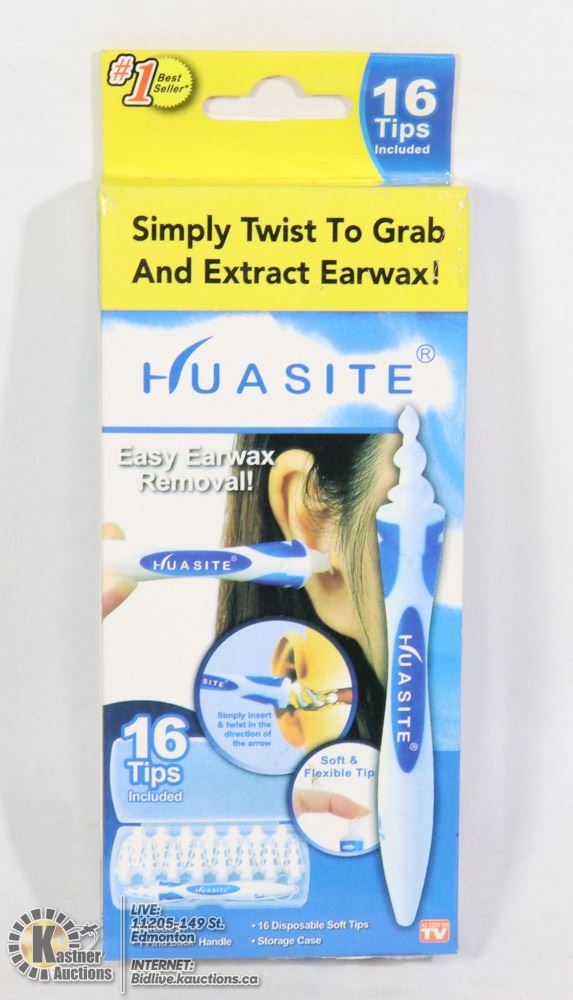 #1
Best
Seller*
16
Tips
Included
Simply Twist To Grab
And Extract Earwax!
HUASITE®
Easy Earwax
Removal!
HUASITE®
HUASITE®
SITE®
Simply insert
& twist in the
direction of
the arrow
Soft &
Flexible Tip
16
Tips
Included
HUASITE®
• 16 Disposable Soft Tips
Handle
• Storage Case
AS SEEN ON
TV
Kastner
Auctions
LIVE:
11205-149 St.
Edmonton
INTERNET:
Bidlive.kauctions.ca